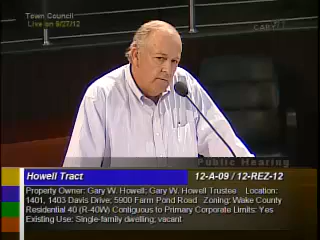 Town Council
Live on 9/27/12
CARY TV
Public Hearing
Howell Tract 12-A-09 / 12-REZ-12
Property Owner: Gary W. Howell; Gary W. Howell Trustee Location:
1401, 1403 Davis Drive; 5900 Farm Pond Road; Zoning: Wake County
Residential 40 (R-40W) Contiguous to Primary Corporate Limits: Yes
Existing Use: Single-family dwelling; vacant